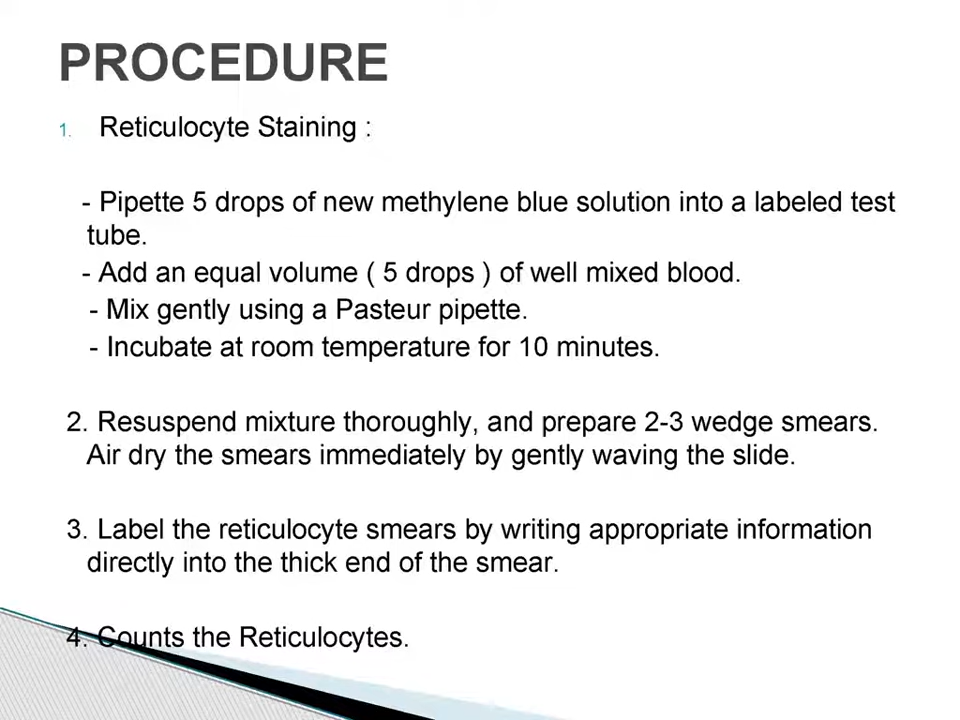 PROCEDURE
1. Reticulocyte Staining :
- Pipette 5 drops of new methylene blue solution into a labeled test
tube.
- Add an equal volume ( 5 drops ) of well mixed blood.
- Mix gently using a Pasteur pipette.
- Incubate at room temperature for 10 minutes.
2. Resuspend mixture thoroughly, and prepare 2-3 wedge smears.
Air dry the smears immediately by gently waving the slide.
3. Label the reticulocyte smears by writing appropriate information
directly into the thick end of the smear.
4. Counts the Reticulocytes.